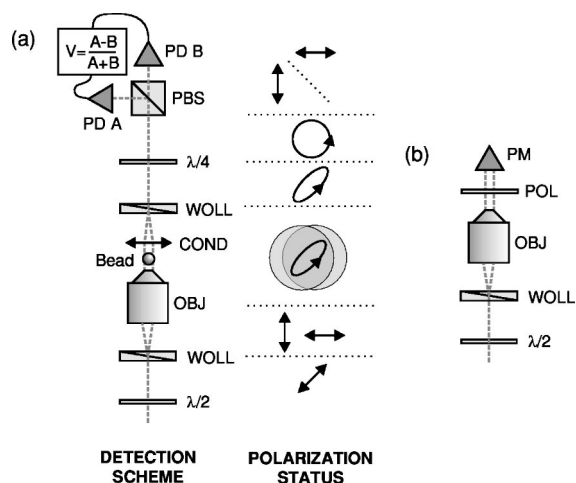 (a)
V= A-B / A+B
PD B
PBS
PD A
λ/4
WOLL
COND
Bead
OBJ
WOLL
λ/2
DETECTION
SCHEME
POLARIZATION
STATUS
(b)
PM
POL
OBJ
WOLL
λ/2